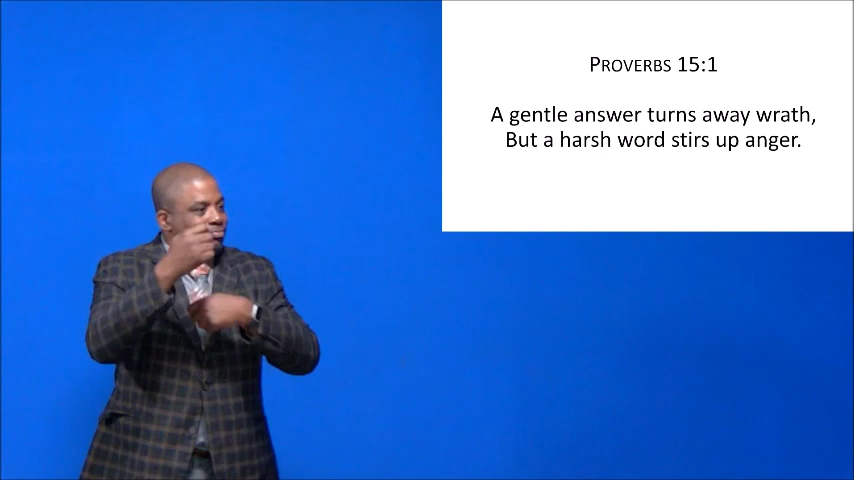 Proverbs 15:1
A gentle answer turns away wrath,
But a harsh word stirs up anger.